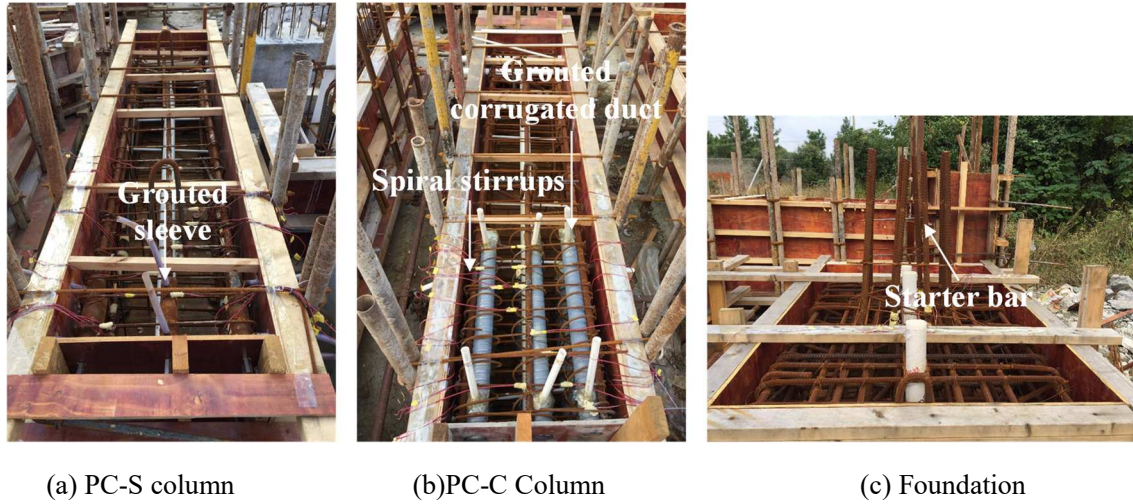 Grouted
sleeve
Grouted
corrugated duct
Spiral stirrups
Starter bar
(a) PC-S column
(b)PC-C Column
(c) Foundation